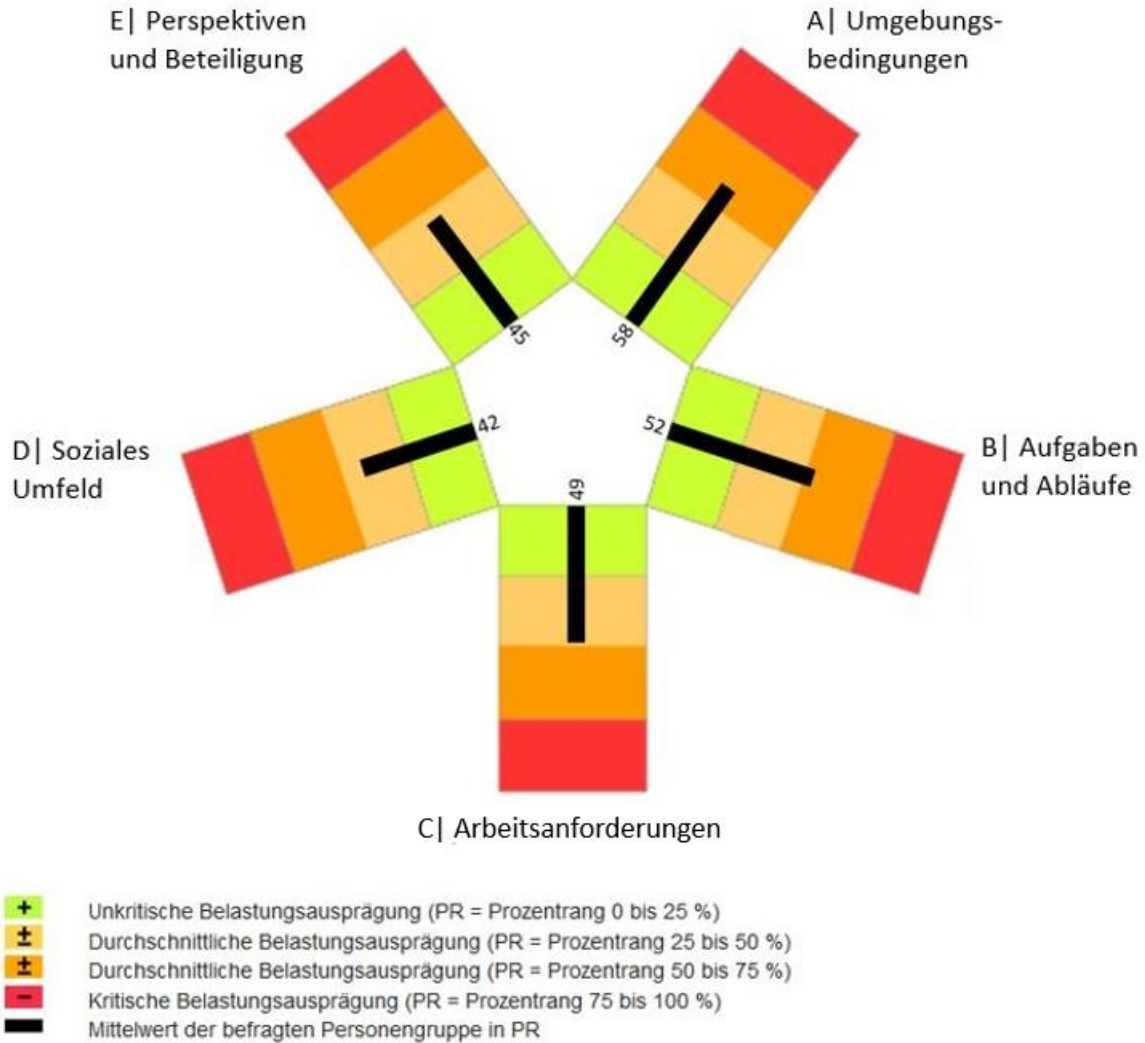 E| Perspektiven
und Beteiligung
A| Umgebungs-
bedingungen
45
58
D| Soziales
Umfeld
42
52
B| Aufgaben
und Abläufe
49
C| Arbeitsanforderungen
+ Unkritische Belastungsausprägung (PR = Prozentrang 0 bis 25 %)
± Durchschnittliche Belastungsausprägung (PR = Prozentrang 25 bis 50 %)
± Durchschnittliche Belastungsausprägung (PR = Prozentrang 50 bis 75 %)
− Kritische Belastungsausprägung (PR = Prozentrang 75 bis 100 %)
Mittelwert der befragten Personengruppe in PR